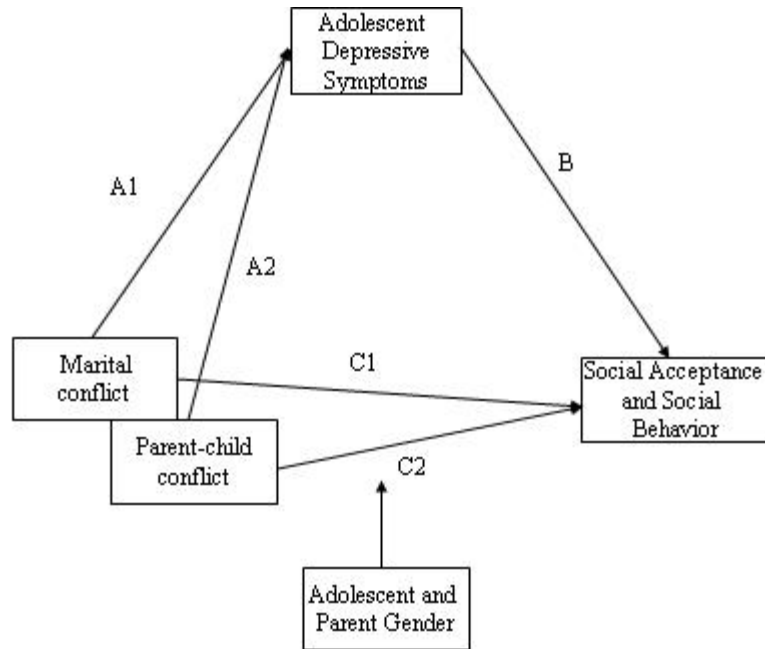 Adolescent
Depressive
Symptoms
A1
B
A2
Marital
conflict
C1
Social Acceptance
and Social
Behavior
Parent-child
conflict
C2
Adolescent and
Parent Gender